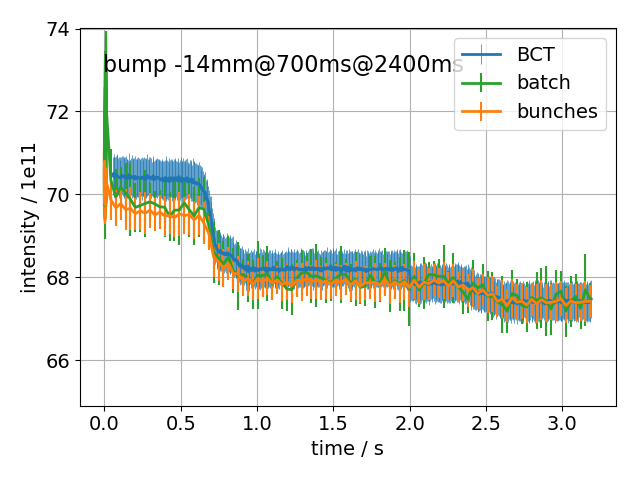 74
72
70
68
66
intensity / 1e11
bump -14mm@700ms@2400ms
BCT
batch
bunches
0.0 0.5 1.0 1.5 2.0 2.5 3.0
time / s